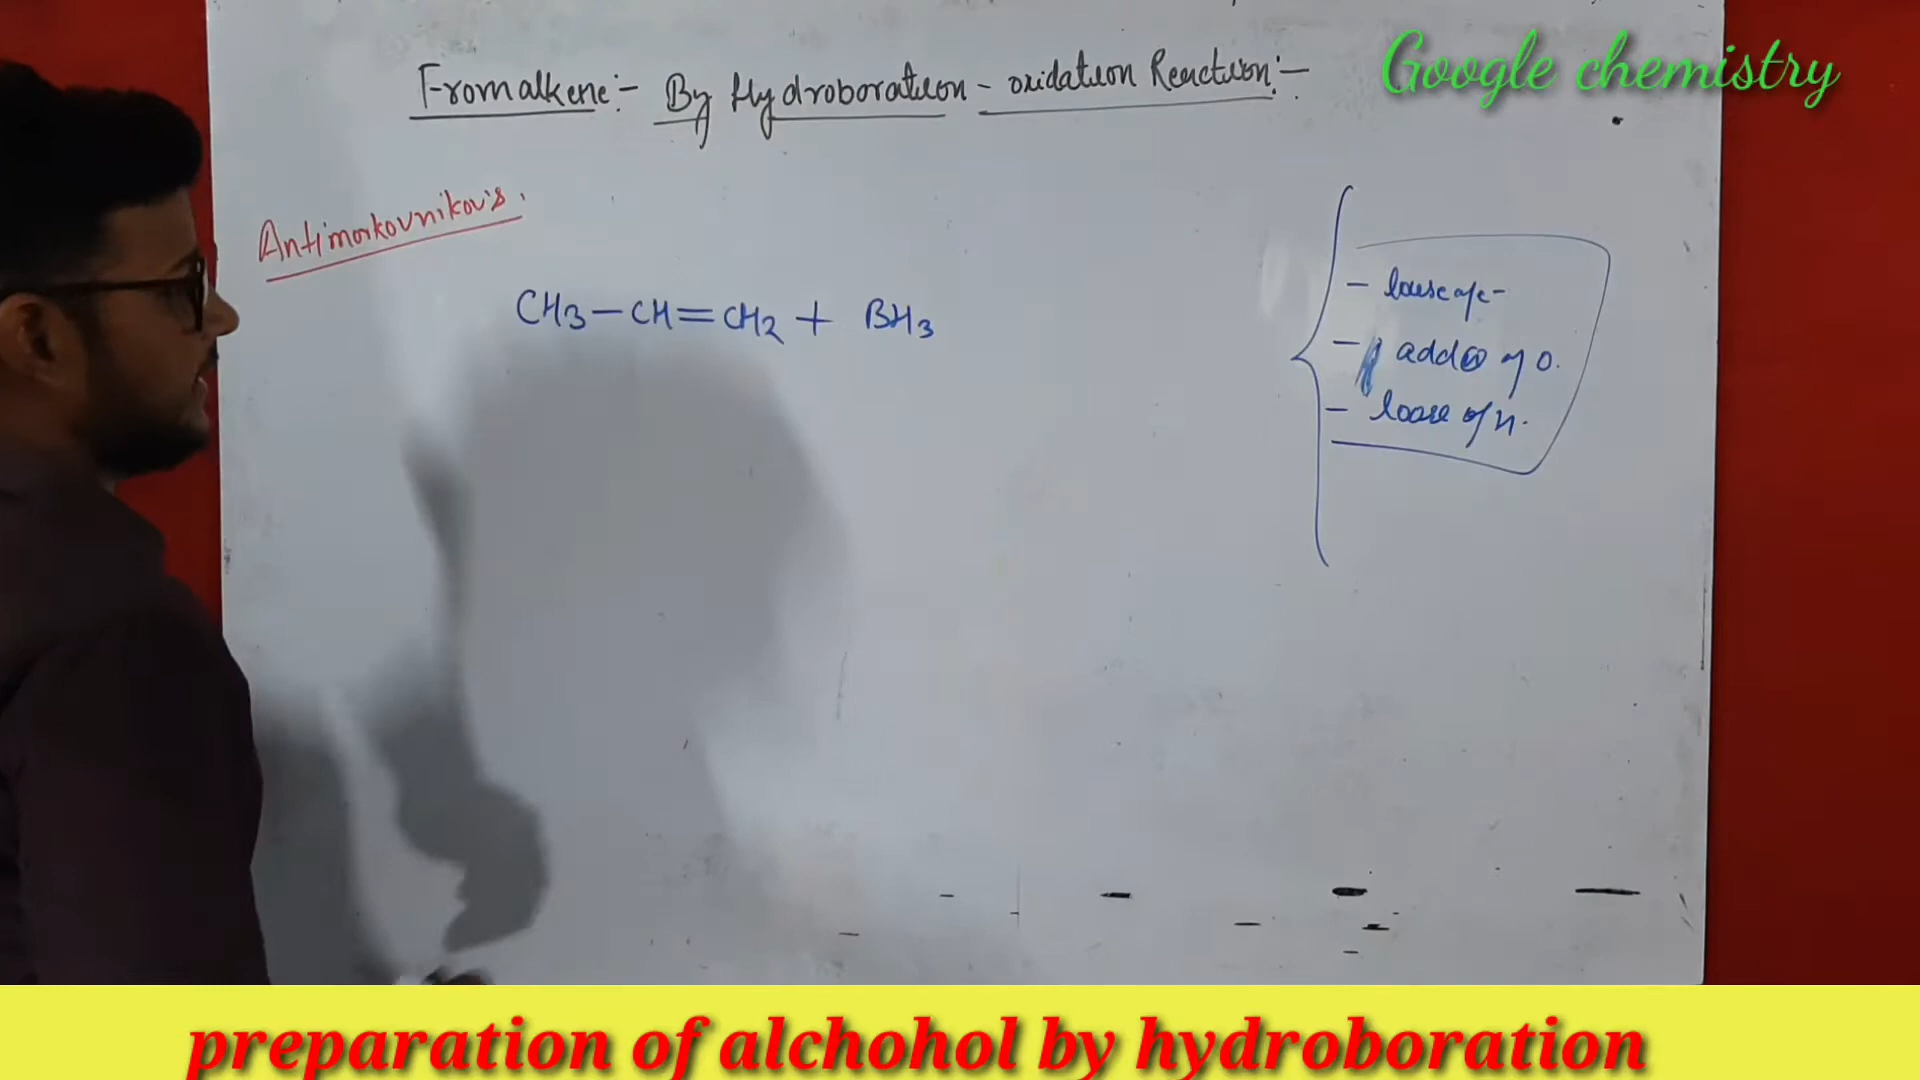 Google chemistry
From alkene:- By Hydroboration - oxidation Reaction:-
Antimarkovnikov's.
CH3-CH=CH2 + BH3
- loose of e-
- add of O.
- loose of H.
preparation of alchohol by hydroboration